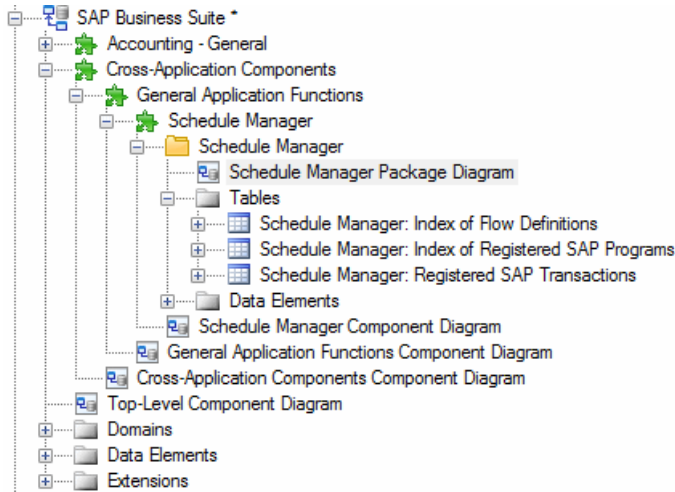 SAP Business Suite *
Accounting - General
Cross-Application Components
General Application Functions
Schedule Manager
Schedule Manager
Schedule Manager Package Diagram
Tables
Schedule Manager: Index of Flow Definitions
Schedule Manager: Index of Registered SAP Programs
Schedule Manager: Registered SAP Transactions
Data Elements
Schedule Manager Component Diagram
General Application Functions Component Diagram
Cross-Application Components Component Diagram
Top-Level Component Diagram
Domains
Data Elements
Extensions